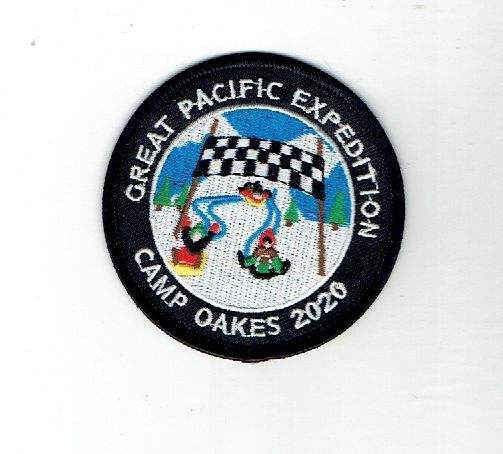 GREAT PACIFIC EXPEDITION
CAMP OAKES 2020